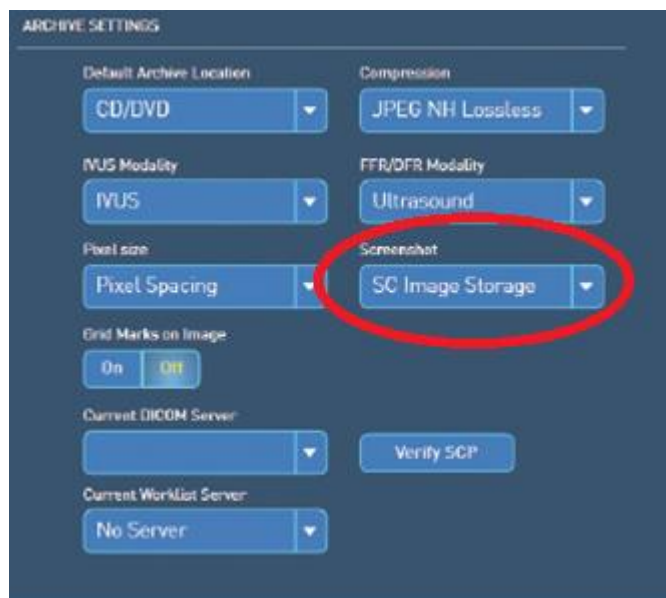 ARCHIVE SETTINGS
Default Archive Location
Compression
CD/DVD
JPEG NH Lossless
IVUS Modality
FFR/DFR Modality
IVUS
Ultrasound
Pixel size
Screenshot
Pixel Spacing
SC Image Storage
Grid Marks on Image
On
Off
Current DICOM Server
Verify SCP
Current Worklist Server
No Server